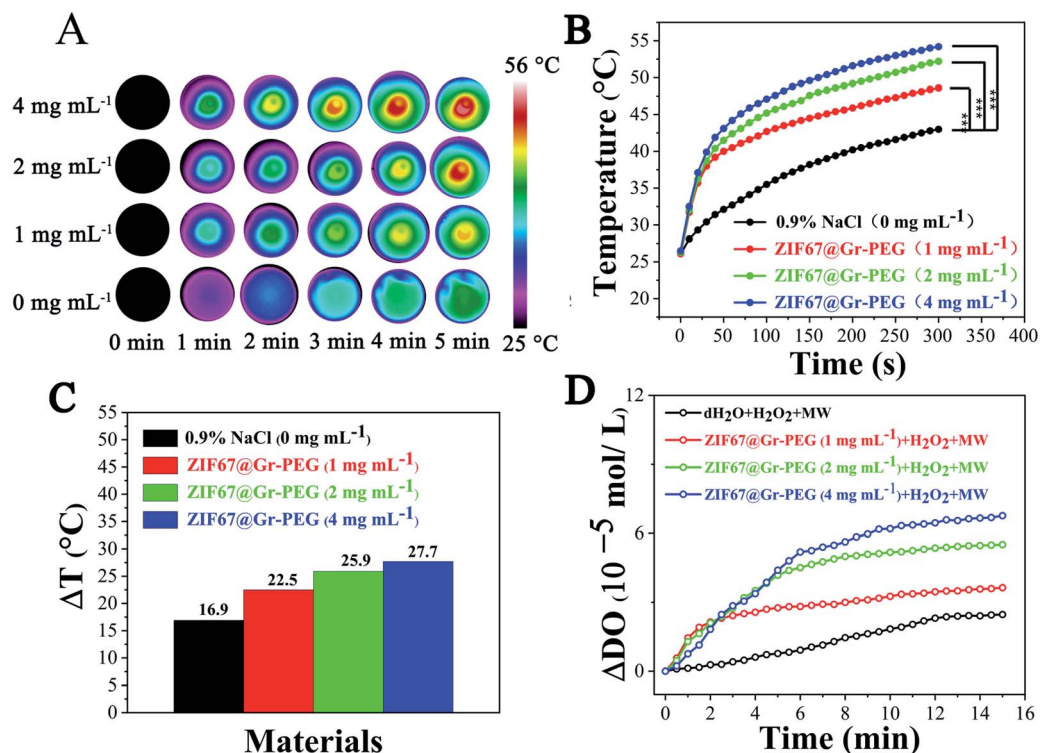 A
4 mg mL-1
2 mg mL-1
1 mg mL-1
0 mg mL-1
0 min 1 min 2 min 3 min 4 min 5 min
56 °C
25 °C
e
B
Temperature (°C)
55
50
45
40
35
30
25
20
***
***
***
0.9% NaCl（0 mg mL-1）
ZIF67@Gr-PEG（1 mg mL-1）
ZIF67@Gr-PEG（2 mg mL-1）
ZIF67@Gr-PEG（4 mg mL-1）
0 50 100 150 200 250 300 350 400
Time (s)
C
ΔT (°C)
55
50
45
40
35
30
25
20
15
10
5
0
0.9% NaCl (0 mg mL-1)
ZIF67@Gr-PEG (1 mg mL-1)
ZIF67@Gr-PEG (2 mg mL-1)
ZIF67@Gr-PEG (4 mg mL-1)
16.9
22.5
25.9
27.7
Materials
D
ΔDO (10 −5 mol/ L)
12
6
0
dH2O+H2O2+MW
ZIF67@Gr-PEG (1 mg mL-1)+H2O2+MW
ZIF67@Gr-PEG (2 mg mL-1)+H2O2+MW
ZIF67@Gr-PEG (4 mg mL-1)+H2O2+MW
0 2 4 6 8 10 12 14 16
Time (min)